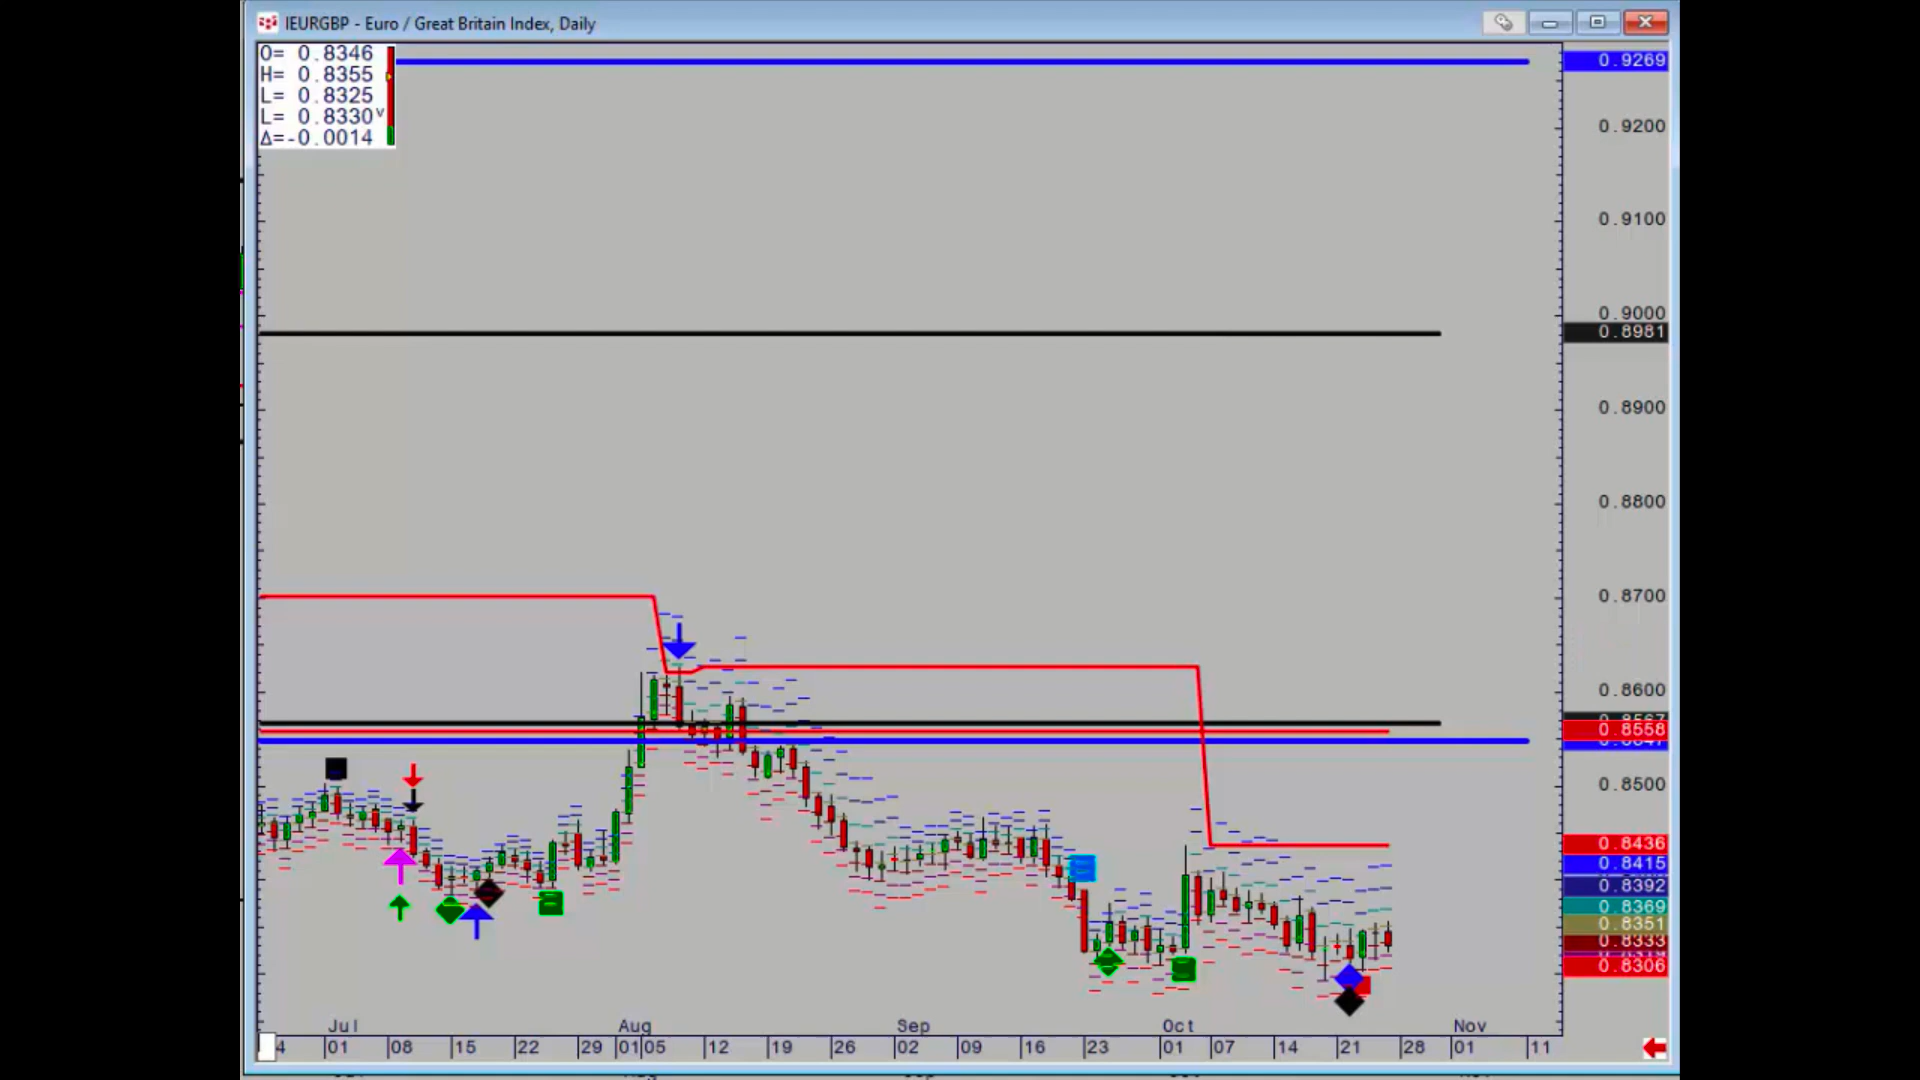 IEURGBP - Euro / Great Britain Index, Daily
O= 0.8346
H= 0.8355
L= 0.8325
L= 0.8330v
Δ=-0.0014
0.9269
0.9200
0.9100
0.9000
0.8981
0.8900
0.8800
0.8700
0.8600
0.8558
0.8500
0.8436
0.8415
0.8392
0.8369
0.8351
0.8333
0.8306
Jul Aug Sep Oct Nov
4 01 08 15 22 29 01 05 12 19 26 02 09 16 23 01 07 14 21 28 01 11